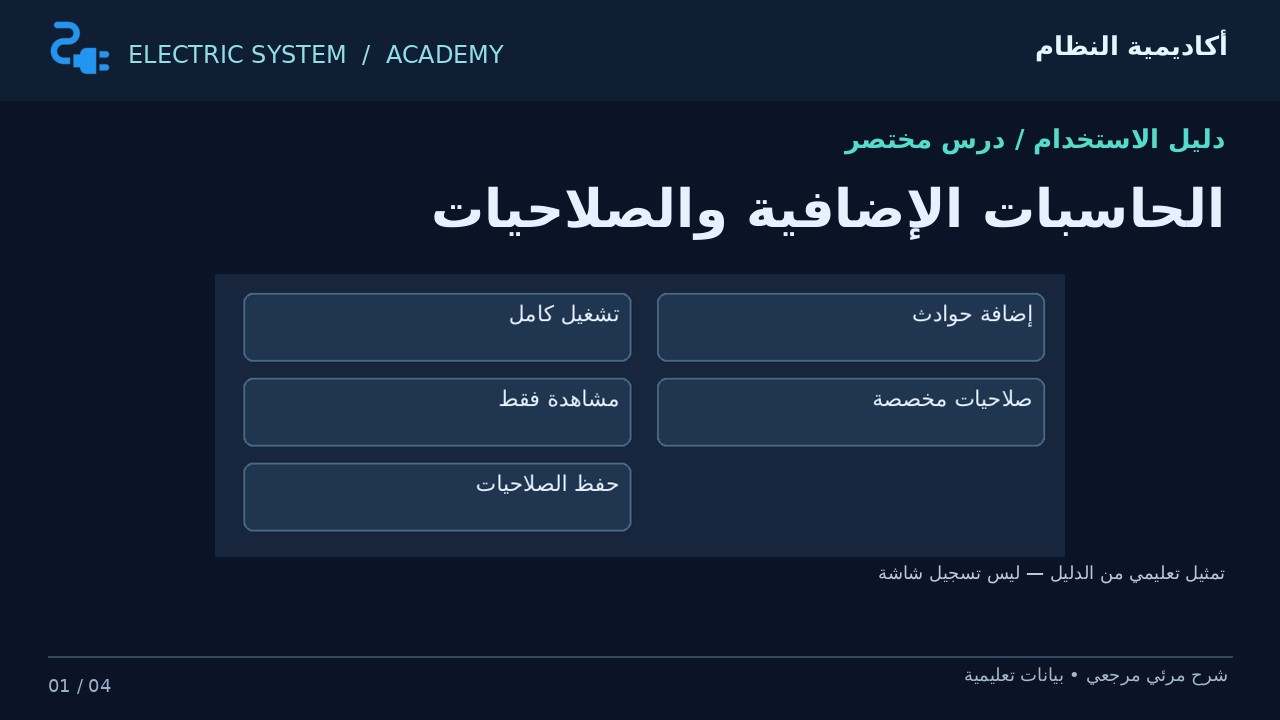 أكاديمية النظام
ELECTRIC SYSTEM / ACADEMY
دليل الاستخدام / درس مختصر
الحاسبات الإضافية والصلاحيات
إضافة حوادث
تشغيل كامل
صلاحيات مخصصة
مشاهدة فقط
حفظ الصلاحيات
تمثيل تعليمي من الدليل — ليس تسجيل شاشة
شرح مرئي مرجعي • بيانات تعليمية
01 / 04